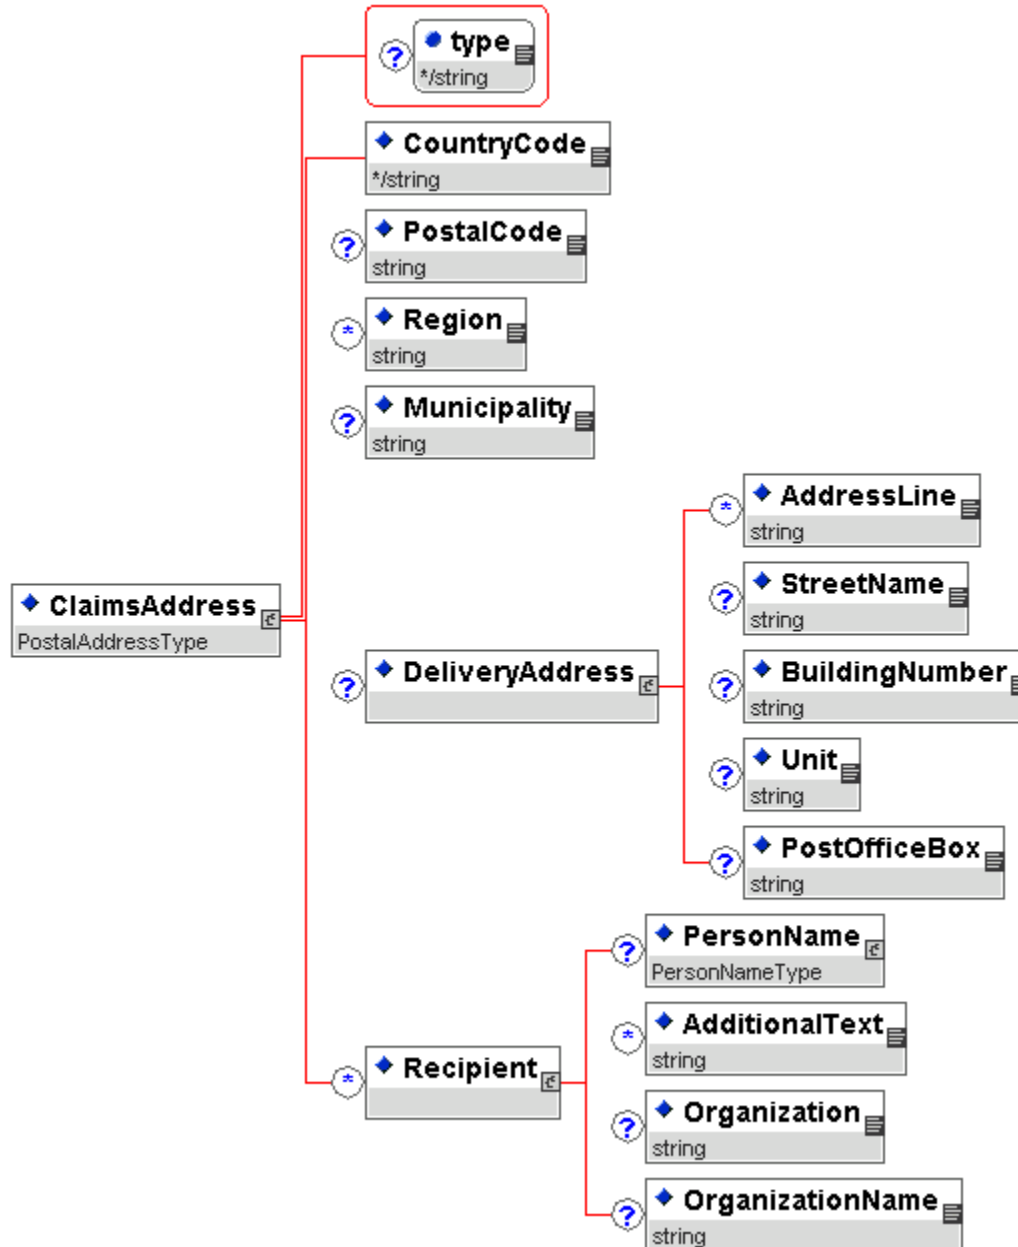 ? type
*/string
CountryCode
*/string
? PostalCode
string
* Region
string
? Municipality
string
* AddressLine
string
? StreetName
string
ClaimsAddress
PostalAddressType
? DeliveryAddress
? BuildingNumber
string
? Unit
string
? PostOfficeBox
string
? PersonName
PersonNameType
* AdditionalText
string
* Recipient
? Organization
string
? OrganizationName
string